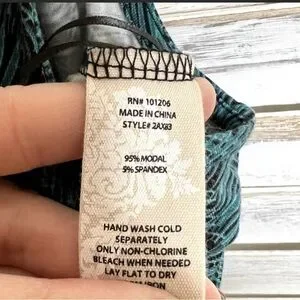 RN# 101206
MADE IN CHINA
STYLE# 2AX83
95% MODAL
5% SPANDEX
HAND WASH COLD
SEPARATELY
ONLY NON-CHLORINE
BLEACH WHEN NEEDED
LAY FLAT TO DRY